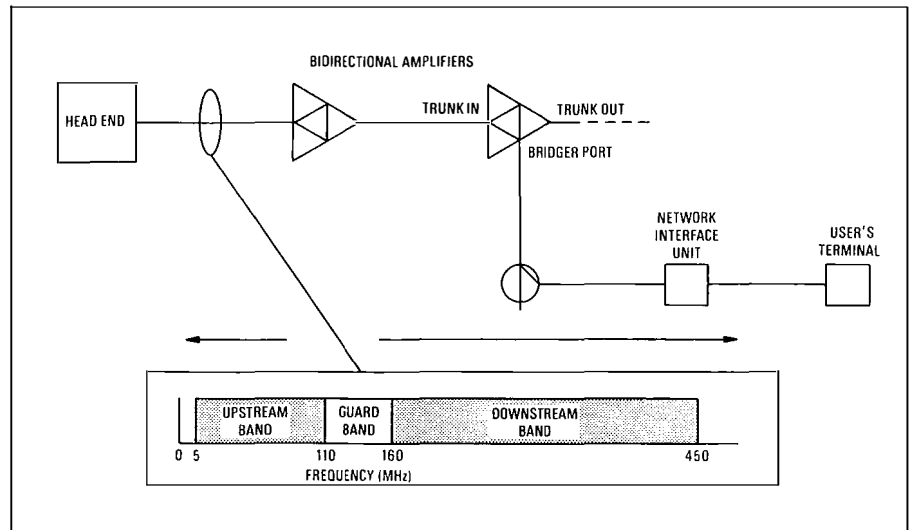 BIDIRECTIONAL AMPLIFIERS
HEAD END
TRUNK IN
TRUNK OUT
BRIDGER PORT
NETWORK
INTERFACE
UNIT
USER'S
TERMINAL
UPSTREAM
BAND
GUARD
BAND
DOWNSTREAM
BAND
0 5 110 160 450
FREQUENCY (MHz)